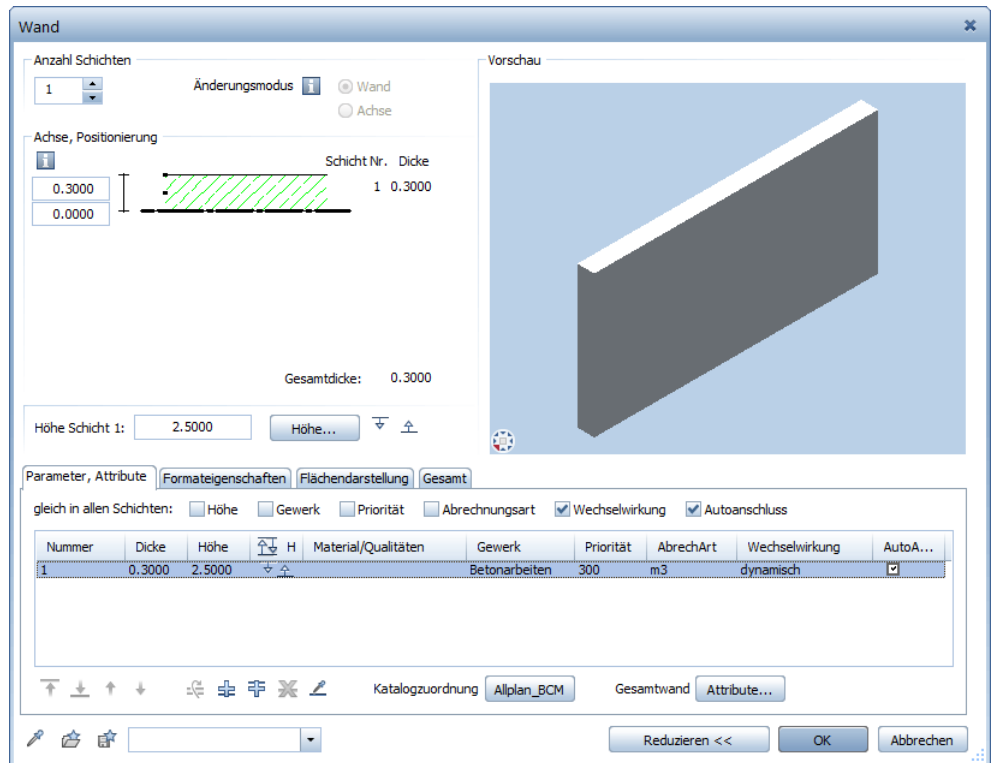 Wand
Anzahl Schichten
1
Änderungsmodus
Wand
Achse
Achse, Positionierung
Schicht Nr. Dicke
0.3000
1 0.3000
0.0000
Gesamtdicke: 0.3000
Höhe Schicht 1: 2.5000 Höhe...
Vorschau
Parameter, Attribute Formateigenschaften Flächendarstellung Gesamt
gleich in allen Schichten: Höhe Gewerk Priorität Abrechnungsart Wechselwirkung Autoanschluss
Nummer Dicke Höhe H Material/Qualitäten Gewerk Priorität AbrechArt Wechselwirkung AutoA...
1 0.3000 2.5000 Betonarbeiten 300 m3 dynamisch
Katalogzuordnung Allplan_BCM Gesamtwand Attribute...
Reduzieren << OK Abbrechen